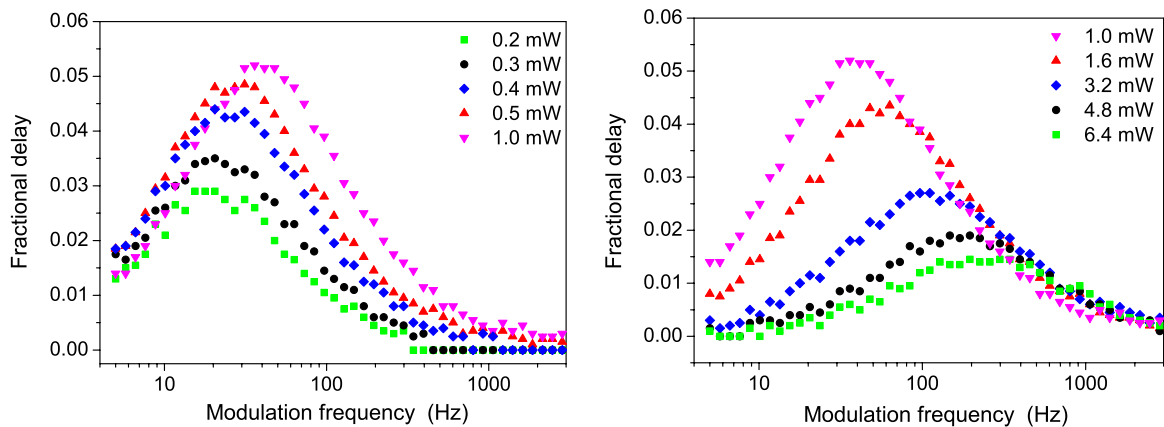 0.06
0.05
0.04
0.03
0.02
0.01
0.00
Fractional delay
10
100
1000
Modulation frequency (Hz)
0.2 mW
0.3 mW
0.4 mW
0.5 mW
1.0 mW
0.06
0.05
0.04
0.03
0.02
0.01
0.00
Fractional delay
10
100
1000
Modulation frequency (Hz)
1.0 mW
1.6 mW
3.2 mW
4.8 mW
6.4 mW